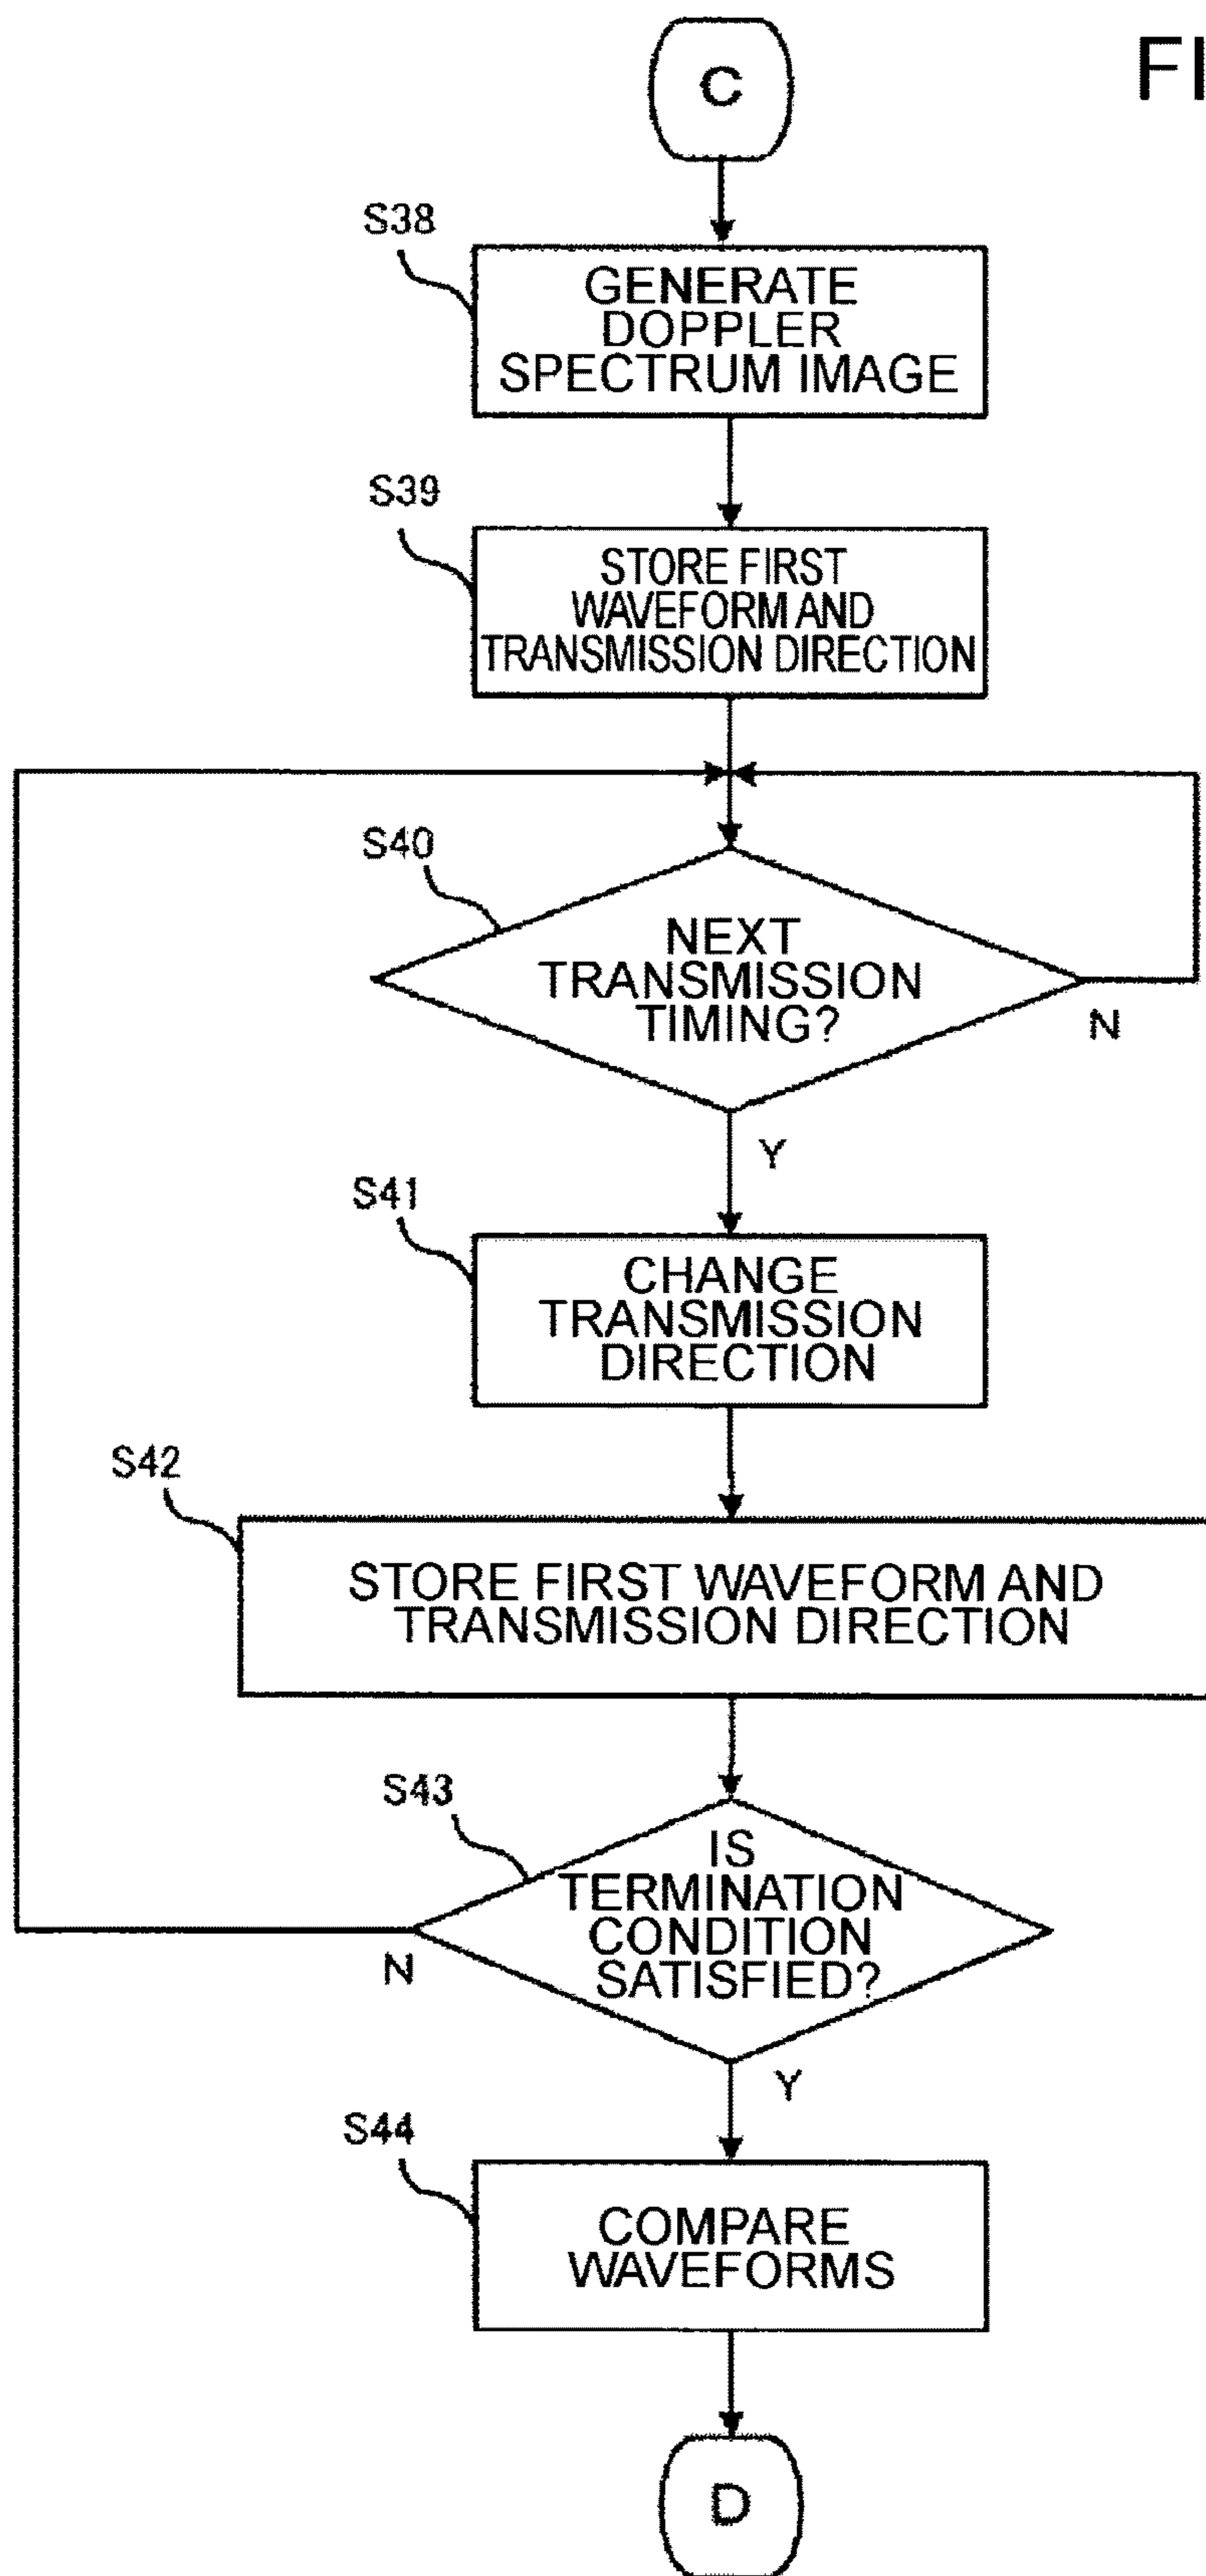 FI
C
S38
GENERATE
DOPPLER
SPECTRUM IMAGE
S39
STORE FIRST
WAVEFORM AND
TRANSMISSION DIRECTION
S40
NEXT
TRANSMISSION
TIMING?
N
Y
S41
CHANGE
TRANSMISSION
DIRECTION
S42
STORE FIRST WAVEFORM AND
TRANSMISSION DIRECTION
S43
IS
TERMINATION
CONDITION
SATISFIED?
N
Y
S44
COMPARE
WAVEFORMS
D